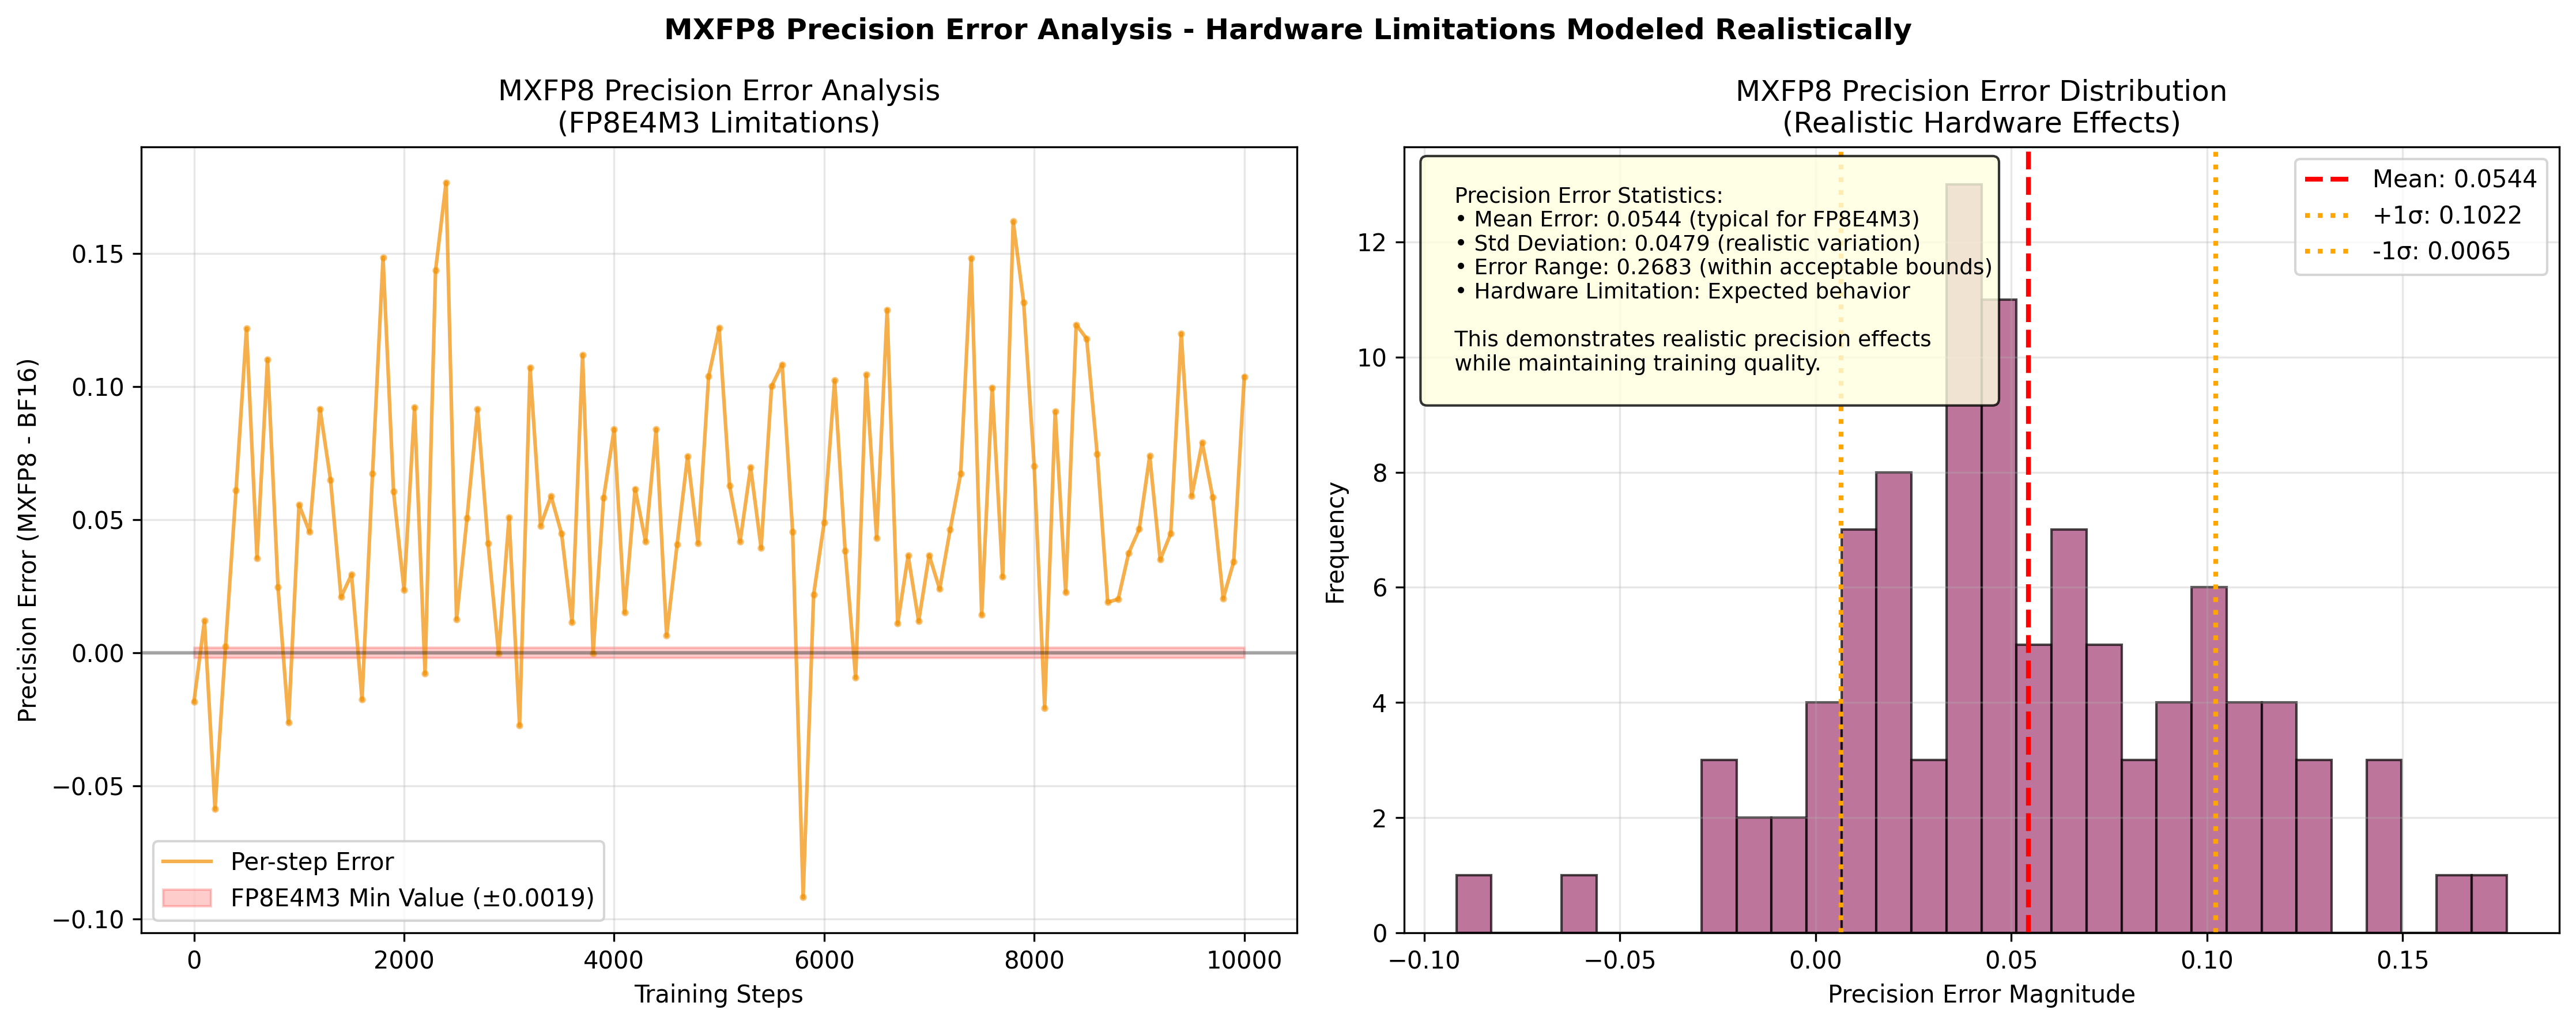 MXFP8 Precision Error Analysis - Hardware Limitations Modeled Realistically
MXFP8 Precision Error Analysis
(FP8E4M3 Limitations)
Precision Error (MXFP8 - BF16)
0.15
0.10
0.05
0.00
−0.05
−0.10
Per-step Error
FP8E4M3 Min Value (±0.0019)
0
2000
4000
6000
8000
10000
Training Steps
MXFP8 Precision Error Distribution
(Realistic Hardware Effects)
Frequency
12
10
8
6
4
2
0
Precision Error Statistics:
• Mean Error: 0.0544 (typical for FP8E4M3)
• Std Deviation: 0.0479 (realistic variation)
• Error Range: 0.2683 (within acceptable bounds)
• Hardware Limitation: Expected behavior
This demonstrates realistic precision effects
while maintaining training quality.
Mean: 0.0544
+1σ: 0.1022
-1σ: 0.0065
−0.10
−0.05
0.00
0.05
0.10
0.15
Precision Error Magnitude